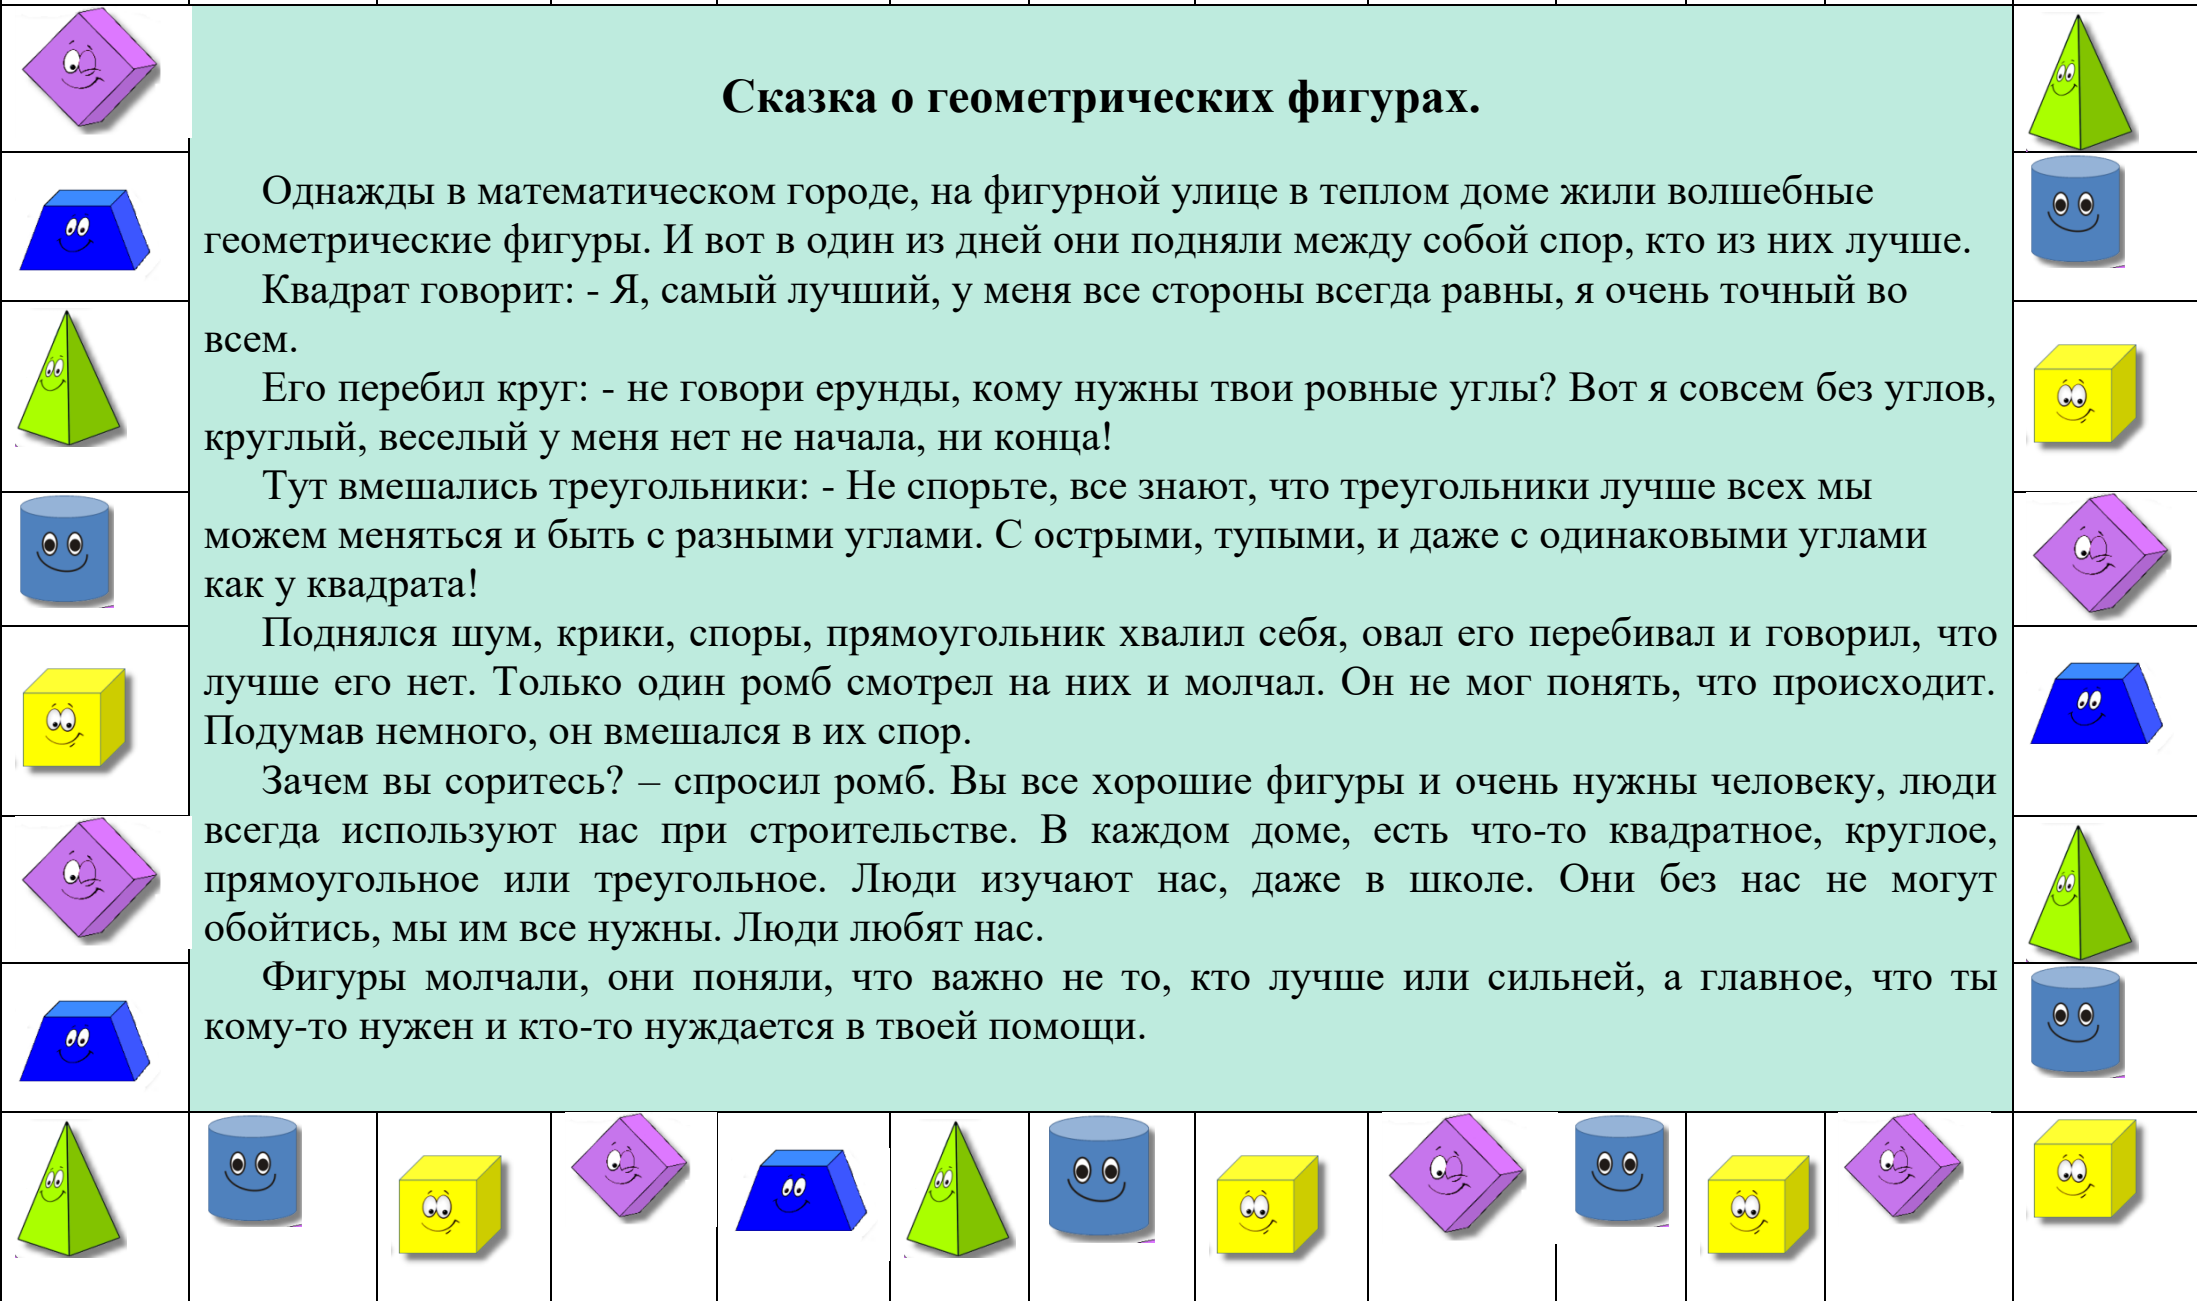 Сказка о геометрических фигурах.
Однажды в математическом городе, на фигурной улице в теплом доме жили волшебные
геометрические фигуры. И вот в один из дней они подняли между собой спор, кто из них лучше.
Квадрат говорит: - Я, самый лучший, у меня все стороны всегда равны, я очень точный во
всем.
Его перебил круг: - не говори ерунды, кому нужны твои ровные углы? Вот я совсем без углов,
круглый, веселый у меня нет не начала, ни конца!
Тут вмешались треугольники: - Не спорьте, все знают, что треугольники лучше всех мы
можем меняться и быть с разными углами. С острыми, тупыми, и даже с одинаковыми углами
как у квадрата!
Поднялся шум, крики, споры, прямоугольник хвалил себя, овал его перебивал и говорил, что
лучше его нет. Только один ромб смотрел на них и молчал. Он не мог понять, что происходит.
Подумав немного, он вмешался в их спор.
Зачем вы соритесь? – спросил ромб. Вы все хорошие фигуры и очень нужны человеку, люди
всегда используют нас при строительстве. В каждом доме, есть что-то квадратное, круглое,
прямоугольное или треугольное. Люди изучают нас, даже в школе. Они без нас не могут
обойтись, мы им все нужны. Люди любят нас.
Фигуры молчали, они поняли, что важно не то, кто лучше или сильней, а главное, что ты
кому-то нужен и кто-то нуждается в твоей помощи.